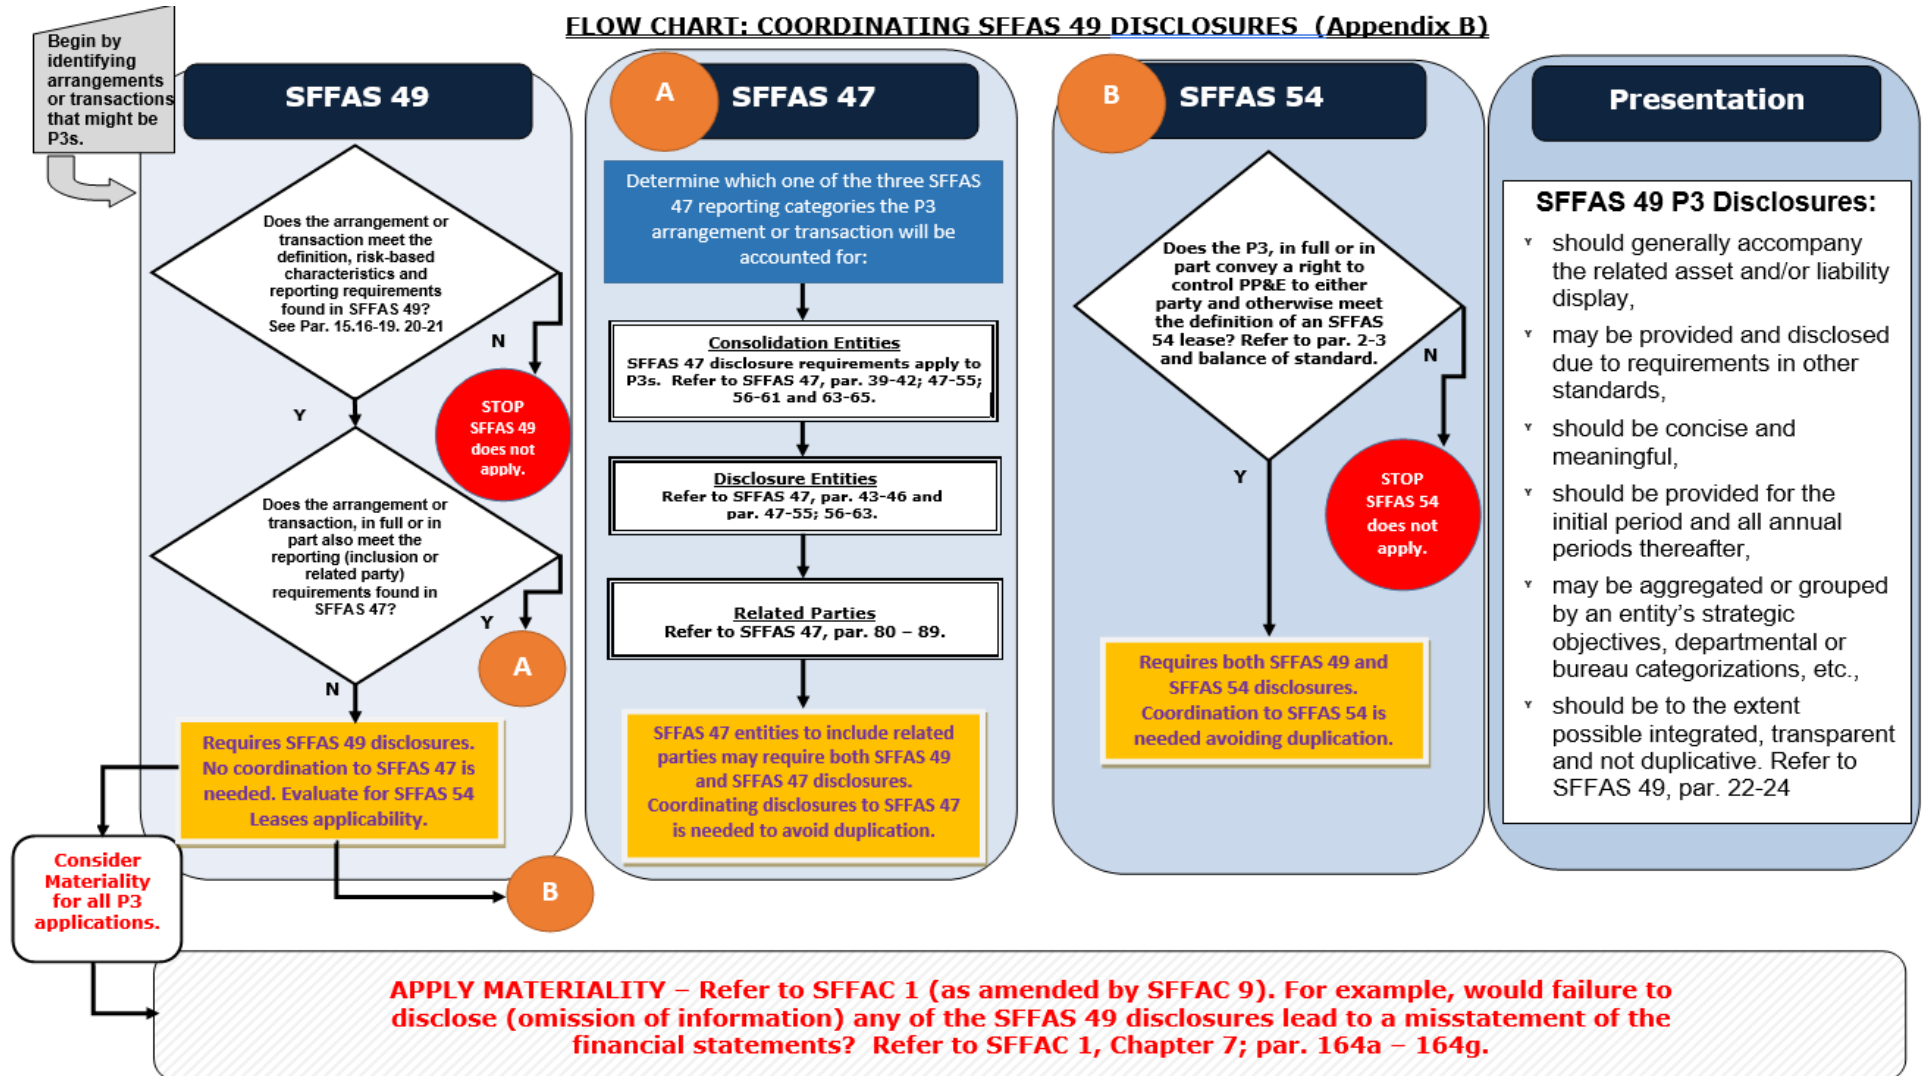 FLOW CHART: COORDINATING SFFAS 49 DISCLOSURES (Appendix B)
Begin by
identifying
arrangements
or transactions
that might be
P3s.
SFFAS 49
Does the arrangement or
transaction meet the
definition, risk-based
characteristics and
reporting requirements
found in SFFAS 49?
See Par. 15.16-19. 20-21
N
STOP
SFFAS 49
does not
apply.
Y
Does the arrangement or
transaction, in full or in
part also meet the
reporting (inclusion or
related party)
requirements found in
SFFAS 47?
Y
A
N
Requires SFFAS 49 disclosures.
No coordination to SFFAS 47 is
needed. Evaluate for SFFAS 54
Leases applicability.
B
Consider
Materiality
for all P3
applications.
A
SFFAS 47
Determine which one of the three SFFAS
47 reporting categories the P3
arrangement or transaction will be
accounted for:
Consolidation Entities
SFFAS 47 disclosure requirements apply to
P3s. Refer to SFFAS 47, par. 39-42; 47-55;
56-61 and 63-65.
Disclosure Entities
Refer to SFFAS 47, par. 43-46 and
par. 47-55; 56-63.
Related Parties
Refer to SFFAS 47, par. 80 – 89.
SFFAS 47 entities to include related
parties may require both SFFAS 49
and SFFAS 47 disclosures.
Coordinating disclosures to SFFAS 47
is needed to avoid duplication.
B
SFFAS 54
Does the P3, in full or in
part convey a right to
control PP&E to either
party and otherwise meet
the definition of an SFFAS
54 lease? Refer to par. 2-3
and balance of standard.
N
STOP
SFFAS 54
does not
apply.
Y
Requires both SFFAS 49 and
SFFAS 54 disclosures.
Coordination to SFFAS 54 is
needed avoiding duplication.
Presentation
SFFAS 49 P3 Disclosures:
Y should generally accompany
the related asset and/or liability
display,
Y may be provided and disclosed
due to requirements in other
standards,
Y should be concise and
meaningful,
Y should be provided for the
initial period and all annual
periods thereafter,
Y may be aggregated or grouped
by an entity’s strategic
objectives, departmental or
bureau categorizations, etc.,
Y should be to the extent
possible integrated, transparent
and not duplicative. Refer to
SFFAS 49, par. 22-24
APPLY MATERIALITY – Refer to SFFAC 1 (as amended by SFFAC 9). For example, would failure to
disclose (omission of information) any of the SFFAS 49 disclosures lead to a misstatement of the
financial statements? Refer to SFFAC 1, Chapter 7; par. 164a – 164g.